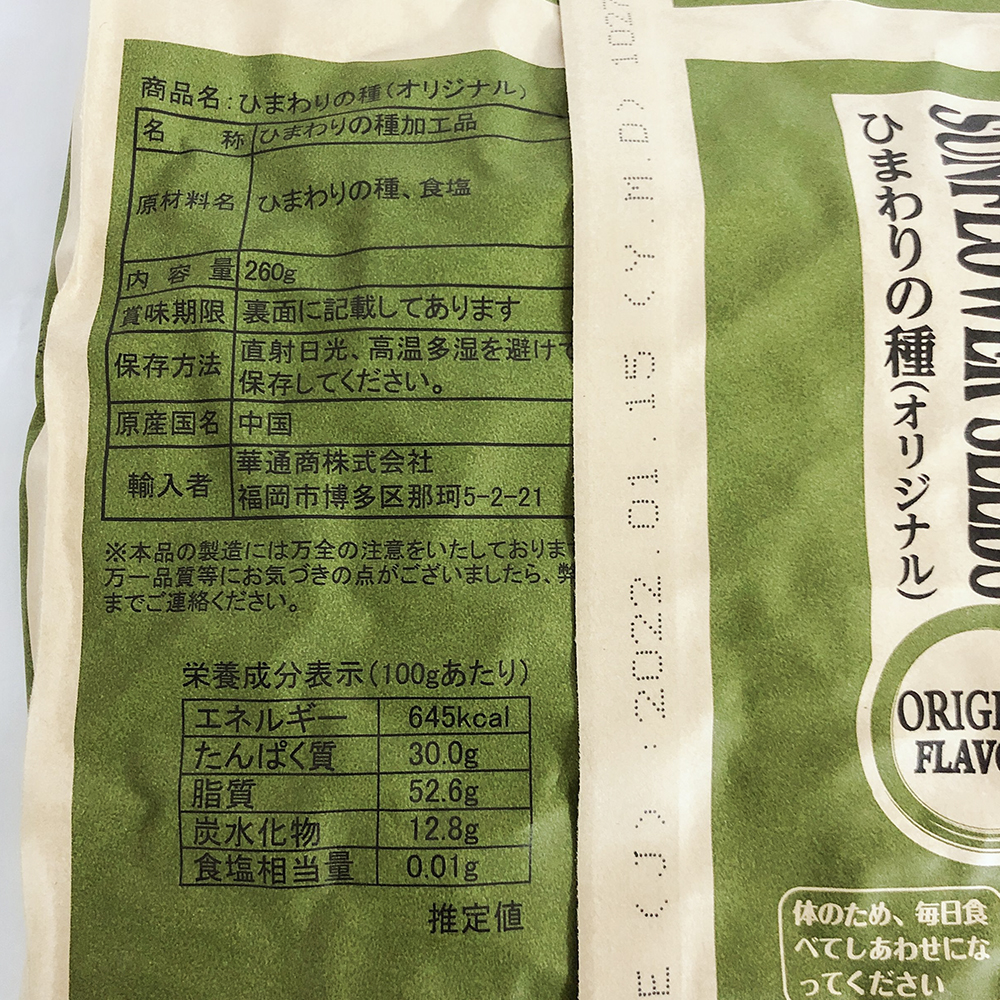 商品名:ひまわりの種(オリジナル)
名 称 ひまわりの種加工品
原材料名 ひまわりの種、食塩
内容量 260g
賞味期限 裏面に記載してあります
保存方法 直射日光、高温多湿を避けて
保存してください。
原産国名 中国
輸入者 華通商株式会社
福岡市博多区那珂5-2-21
※本品の製造には万全の注意をいたしておりま
万一品質等にお気づきの点がございましたら、弊
までご連絡ください。
栄養成分表示(100gあたり)
エネルギー 645kcal
たんぱく質 30.0g
脂質 52.6g
炭水化物 12.8g
食塩相当量 0.01g
推定値
E (J) : 2022.01.15 (Y.M.D) 1027
SUNFLOWER SEEDS
ひまわりの種(オリジナル)
ORIGI
FLAVO
体のため、毎日食
べてしあわせにな
ってください